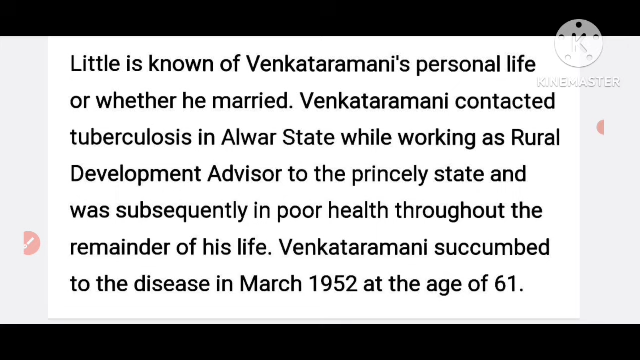 Little is known of Venkataramani's personal life
or whether he married. Venkataramani contacted
tuberculosis in Alwar State while working as Rural
Development Advisor to the princely state and
was subsequently in poor health throughout the
remainder of his life. Venkataramani succumbed
to the disease in March 1952 at the age of 61.
K
KINEMASTER